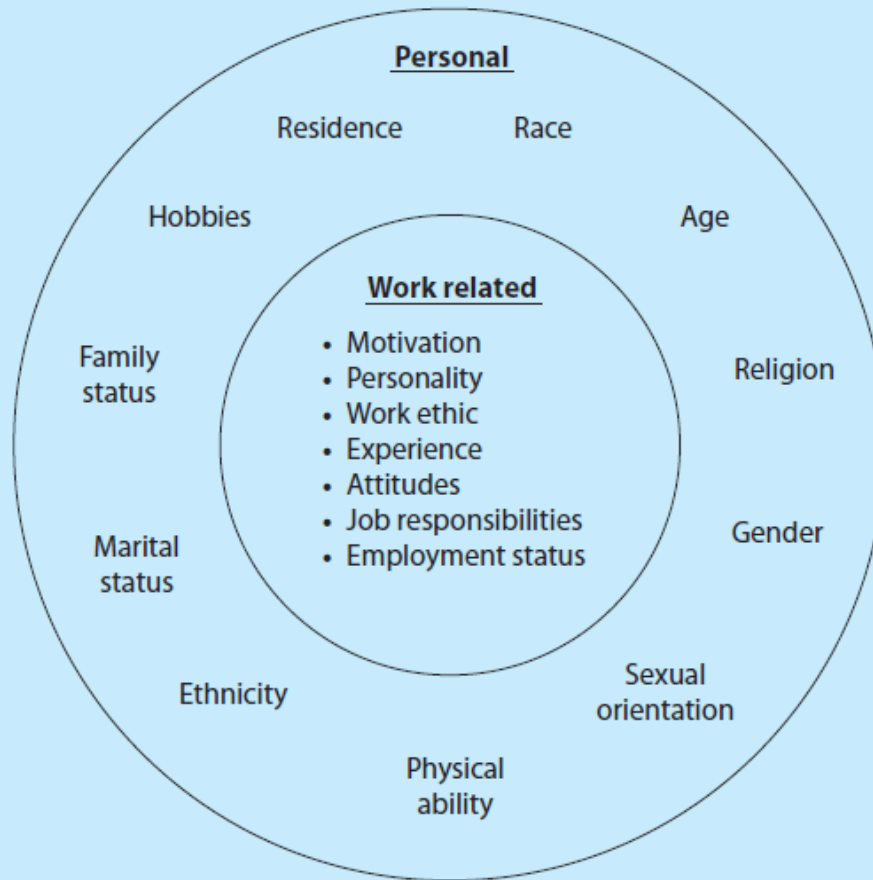 Personal
Residence
Race
Hobbies
Age
Work related
• Motivation
• Personality
• Work ethic
• Experience
• Attitudes
• Job responsibilities
• Employment status
Family
status
Religion
Marital
status
Gender
Ethnicity
Sexual
orientation
Physical
ability